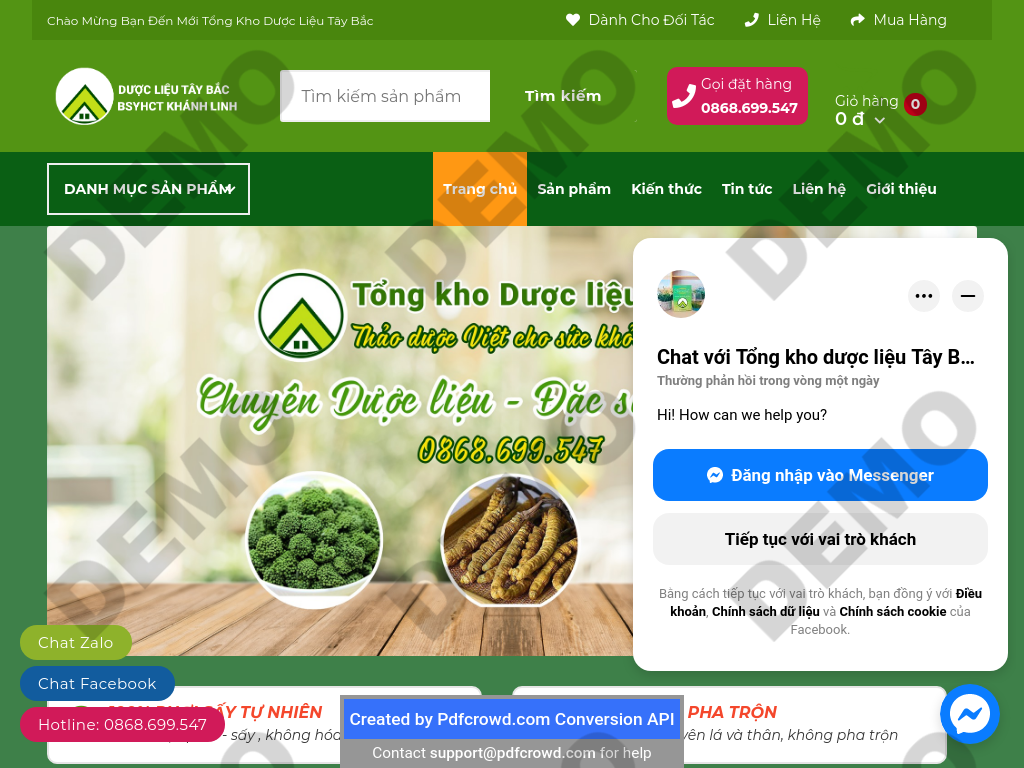 Chào Mừng Bạn Đến Mới Tổng Kho Dược Liệu Tây Bắc
Dành Cho Đối Tác
Liên Hệ
Mua Hàng
DƯỢC LIỆU TÂY BẮC
BSYHCT KHÁNH LINH
Tìm kiếm sản phẩm
Tìm kiếm
Gọi đặt hàng
0868.699.547
Giỏ hàng 0
0 đ
DANH MỤC SẢN PHẨM
Trang chủ
Sản phẩm
Kiến thức
Tin tức
Liên hệ
Giới thiệu
Tổng kho Dược liệu
Thảo dược Việt cho sức khỏ
Chuyên Dược liệu - Đặc s
0868.699.547
Chat với Tổng kho dược liệu Tây B...
Thường phản hồi trong vòng một ngày
Hi! How can we help you?
Đăng nhập vào Messenger
Tiếp tục với vai trò khách
Bằng cách tiếp tục với vai trò khách, bạn đồng ý với Điều
khoản, Chính sách dữ liệu và Chính sách cookie của
Facebook.
Chat Zalo
Chat Facebook
Hotline: 0868.699.547
SẤY TỰ NHIÊN
- sấy , không hóa
PHA TRỘN
lá và thân, không pha trộn
Created by Pdfcrowd.com Conversion API
Contact support@pdfcrowd.com for help
DEMO
DEMO
DEMO
DEMO
DEMO
DEMO